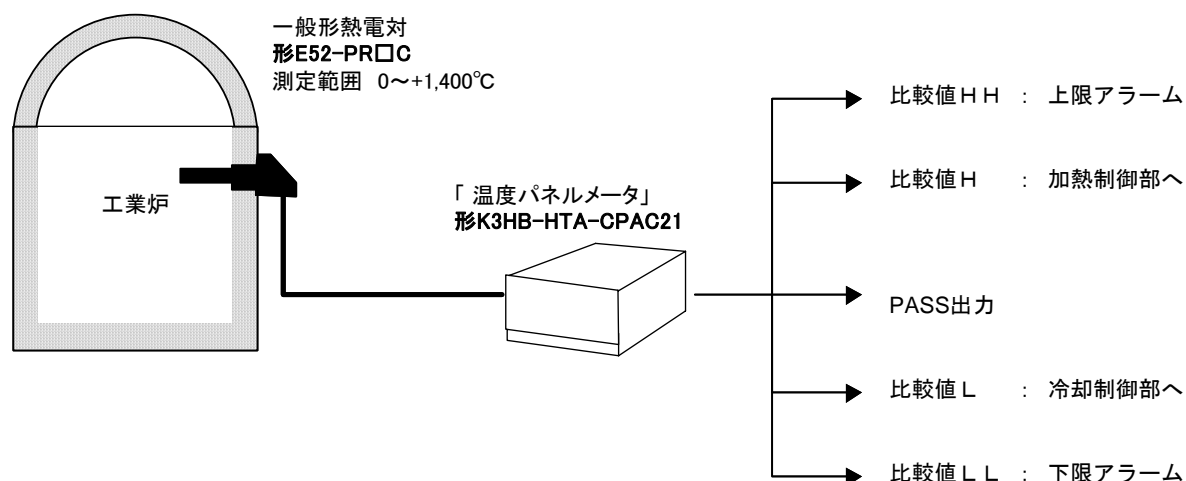 一般形熱電対
形E52-PR□C
測定範囲 0～+1,400℃
工業炉
「温度パネルメータ」
形K3HB-HTA-CPAC21
比較値ＨＨ ： 上限アラーム
比較値Ｈ ： 加熱制御部へ
PASS出力
比較値Ｌ ： 冷却制御部へ
比較値ＬＬ ： 下限アラーム